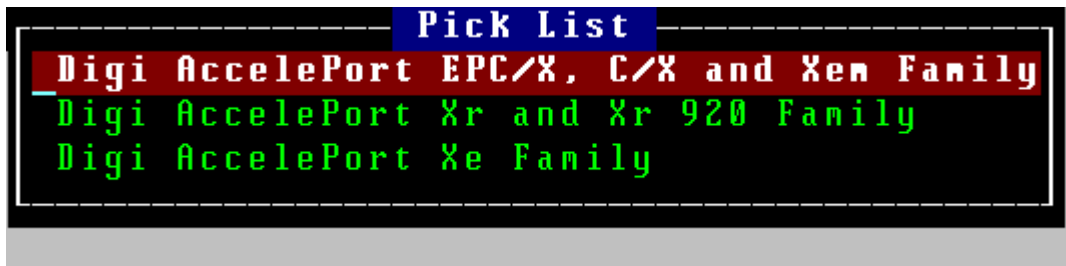 Pick List
Digi AccelePort EPC/X, C/X and Xem Family
Digi AccelePort Xr and Xr 920 Family
Digi AccelePort Xe Family